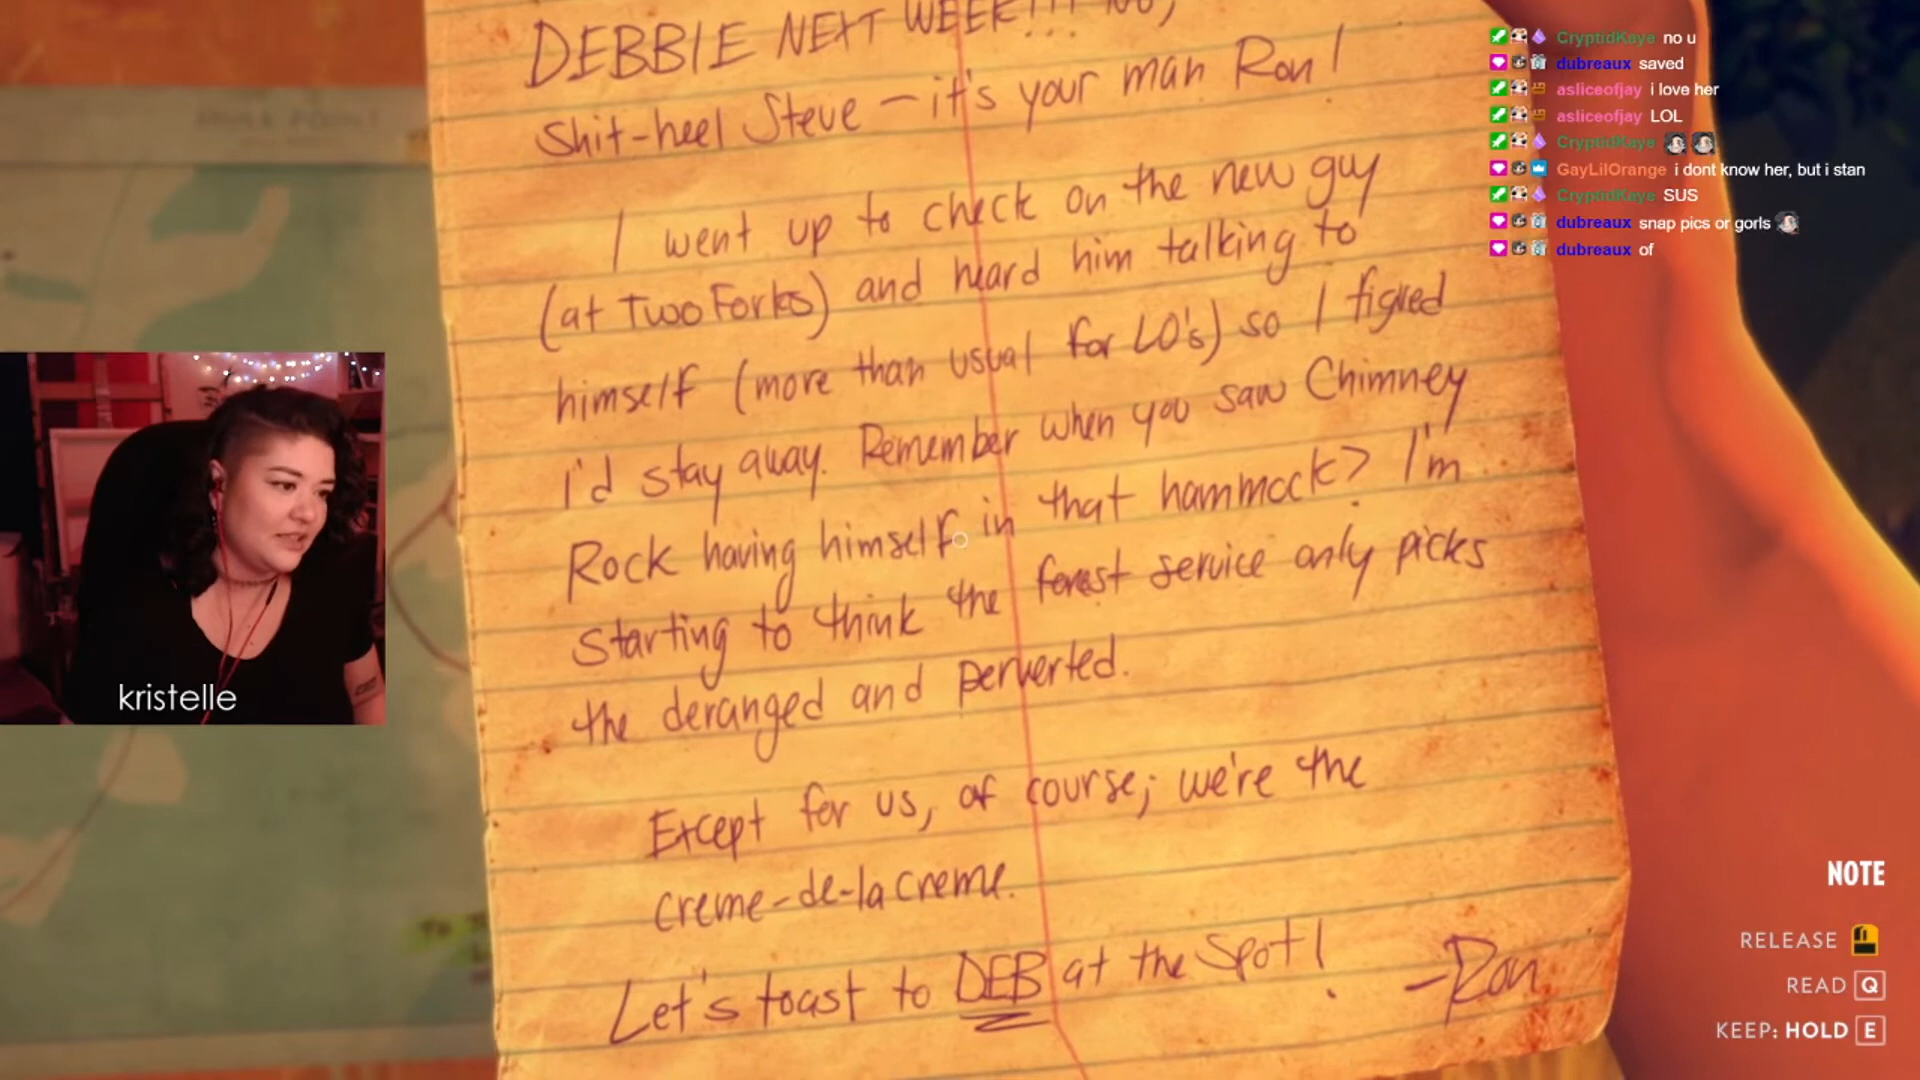 DEBBIE NEXT WEEK!!! NO,
Shit-heel Steve - it's your man Ron!
I went up to check on the new guy
(at Two Forks) and heard him talking to
himself (more than usual for LO's) so I figred
i'd stay away. Remember when you saw Chimney
Rock having himself in that hammock? I'm
starting to think the forest service only picks
the deranged and perverted.
Except for us, of course; we're the
creme-de-la creme.
Let's toast to DEB at the Spot!
-Ron
CryptidKaye no u
dubreaux saved
asliceofjay i love her
asliceofjay LOL
CryptidKaye
GayLilOrange i dont know her, but i stan
CryptidKaye SUS
dubreaux snap pics or gorls
dubreaux of
kristelle
NOTE
RELEASE
READ Q
KEEP: HOLD E